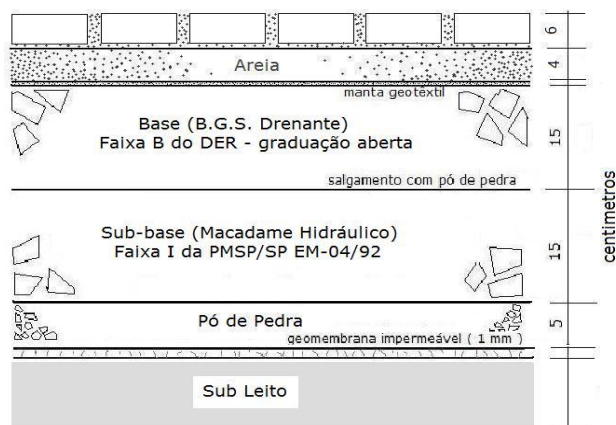 6
Areia
4
manta geotêxtil
Base (B.G.S. Drenante)
Faixa B do DER - graduação aberta
15
salgamento com pó de pedra
Sub-base (Macadame Hidráulico)
Faixa I da PMSP/SP EM-04/92
15
centimetros
Pó de Pedra
5
geomembrana impermeável ( 1 mm )
Sub Leito